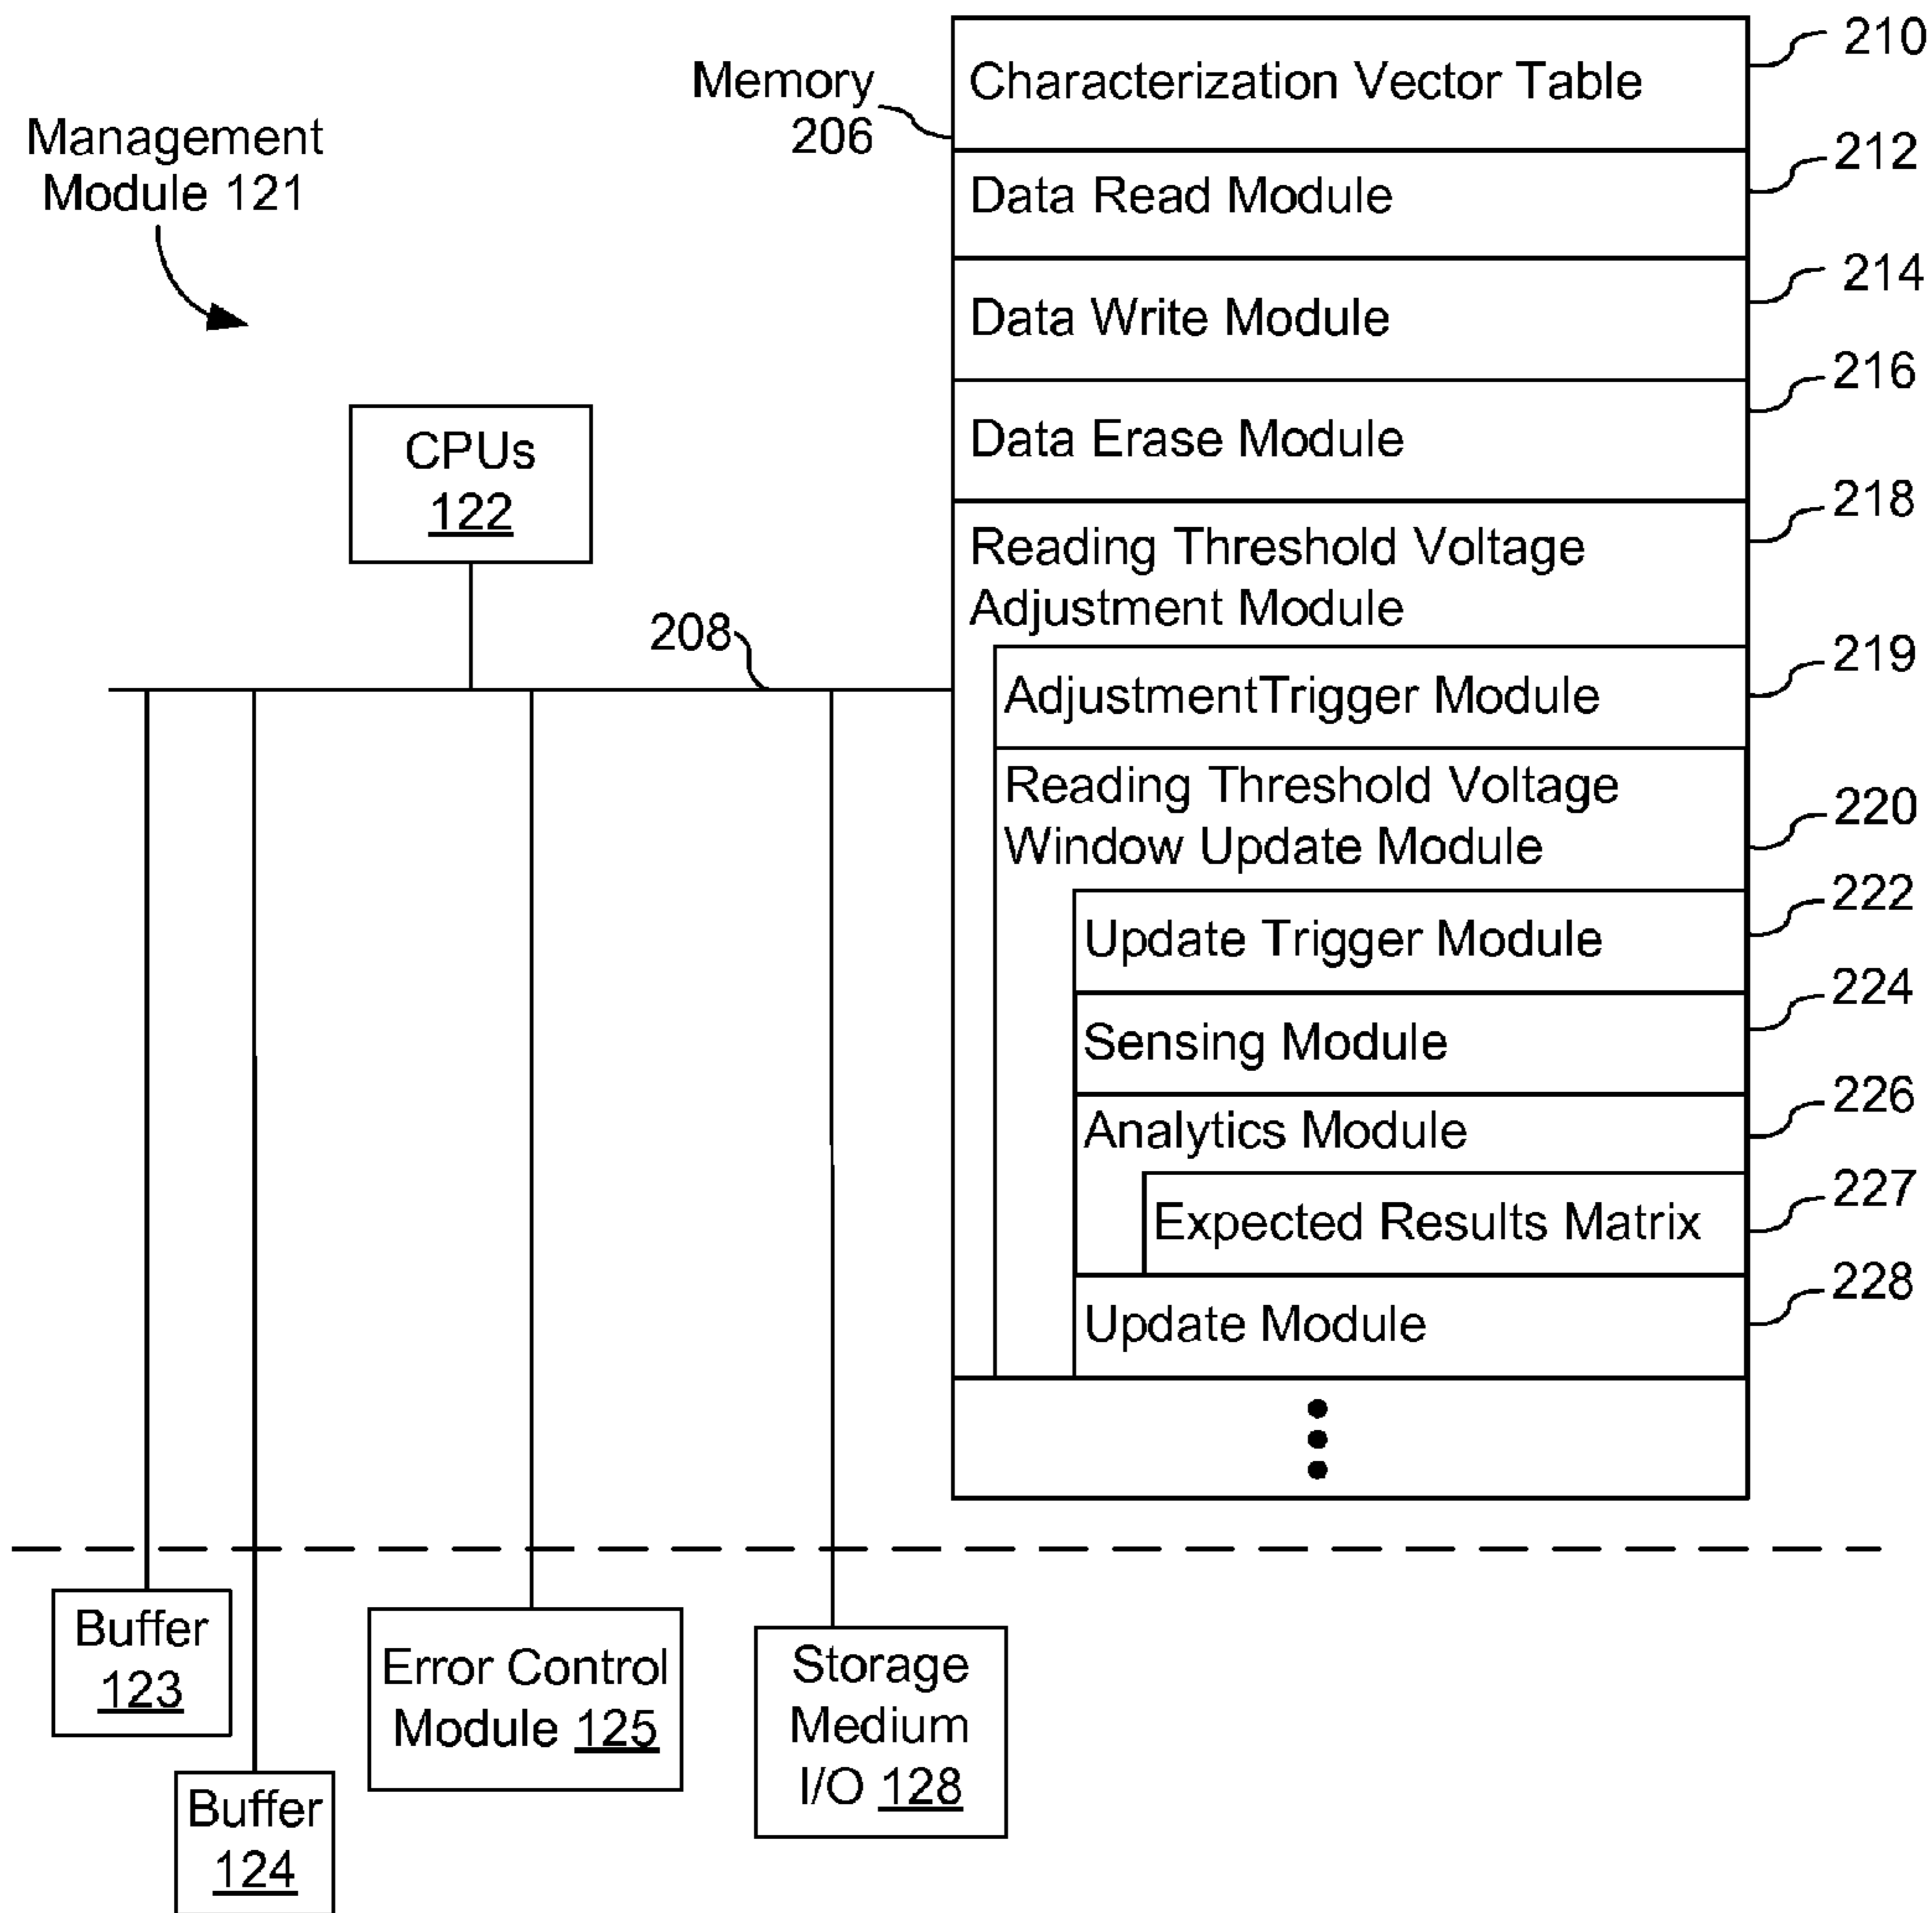 Management
Module 121
Memory
206
Characterization Vector Table
210
Data Read Module
212
Data Write Module
214
Data Erase Module
216
Reading Threshold Voltage
Adjustment Module
218
AdjustmentTrigger Module
219
Reading Threshold Voltage
Window Update Module
220
Update Trigger Module
222
Sensing Module
224
Analytics Module
226
Expected Results Matrix
227
Update Module
228
CPUs
122
208
Buffer
123
Buffer
124
Error Control
Module 125
Storage
Medium
I/O 128